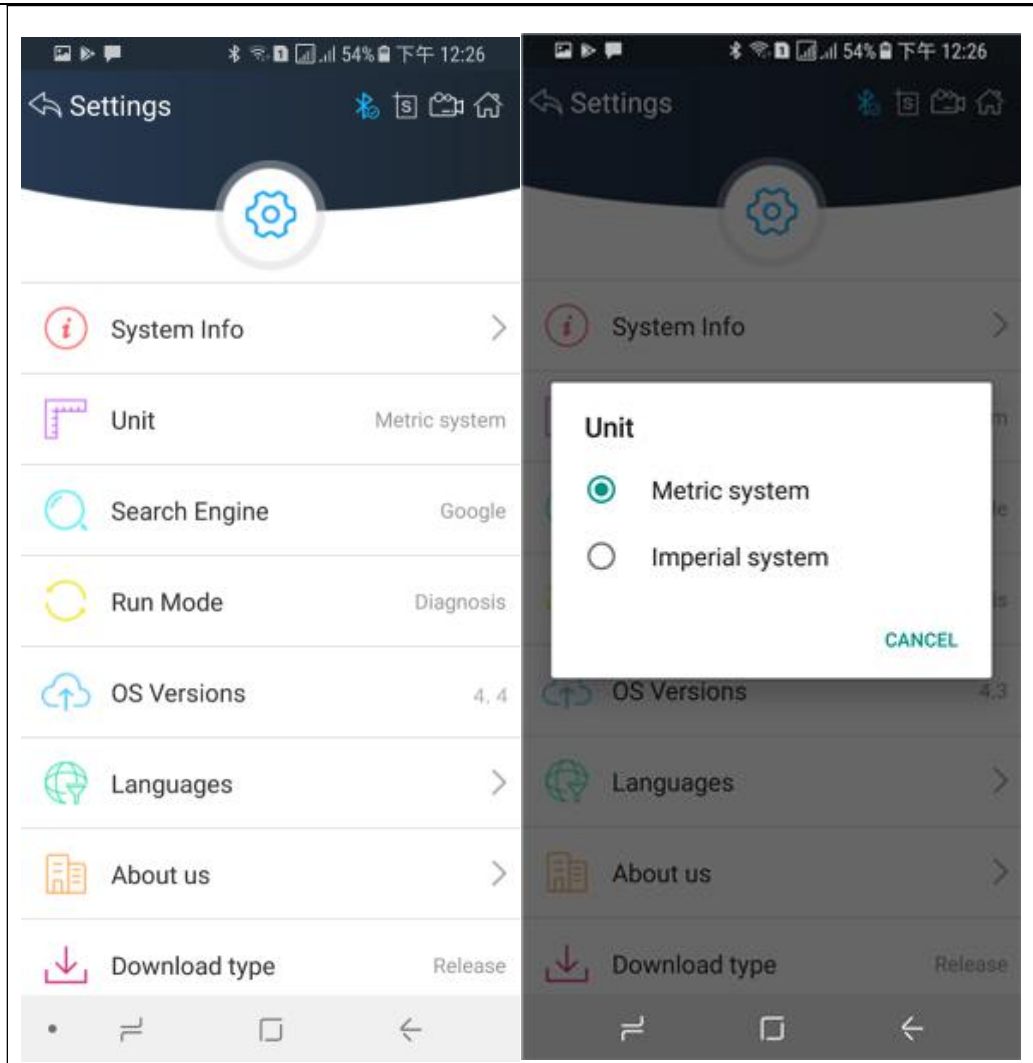 54% 下午 12:26
Settings
System Info
Unit Metric system
Search Engine Google
Run Mode Diagnosis
OS Versions 4. 4
Languages
About us
Download type Release
54% 下午 12:26
Settings
System Info
Unit
Metric system
Imperial system
CANCEL
OS Versions 4.3
Languages
About us
Download type Release